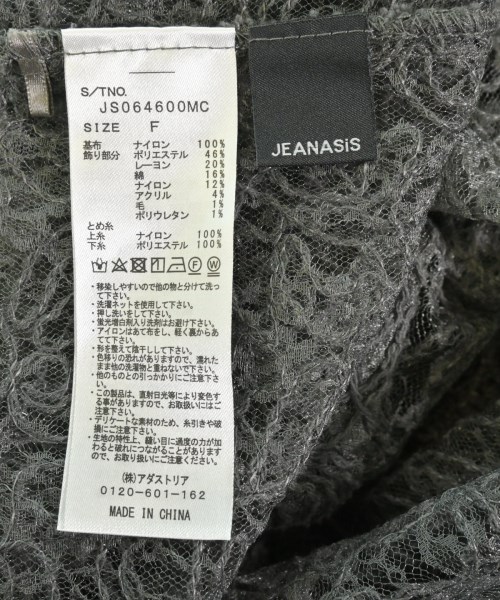 S/TNO.
JS064600MC
SIZE F
基布 ナイロン 100%
飾り部分 ポリエステル 46%
レーヨン 20%
綿 16%
ナイロン 12%
アクリル 4%
毛 1%
ポリウレタン 1%
とめ糸
上糸 ナイロン 100%
下糸 ポリエステル 100%
・移染しやすいので他の物と分けて洗っ
て下さい。
・洗濯ネットを使用して下さい。
・押し洗いをして下さい。
・蛍光増白剤入り洗剤はお避け下さい。
・アイロンはあて布をし、軽く裏からあ
てて下さい。
・形を整えて陰干しして下さい。
・色移りの恐れがありますので、濡れた
まま他の洗濯物と重ねないで下さい。
・他のものとの引っかかりにご注意下さ
い。
・この製品は、直射日光等により変色す
る事がありますので、お取扱いにはご
注意下さい。
・デリケートな素材のため、糸引きや破
損にご注意下さい。
・生地の特性上、縫い目に過度の力が加
わると破れにつながることがあります
ので、お取り扱いにご注意下さい。
(株)アダストリア
0120-601-162
MADE IN CHINA
JEANASiS